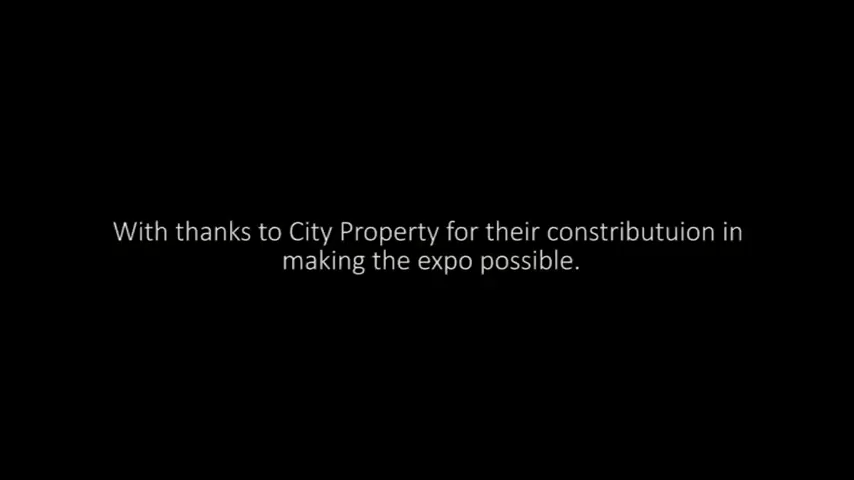 With thanks to City Property for their constributuion in
making the expo possible.